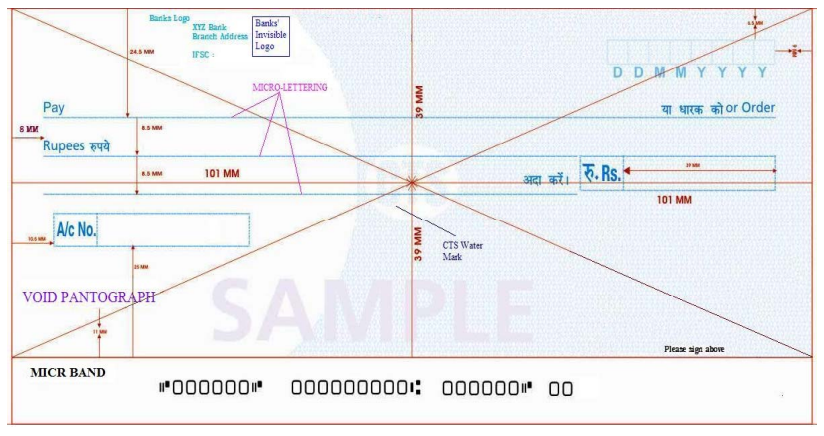 Banks Logo
XYZ Bank
Branch Address
IFSC :
Banks'
Invisible
Logo
6.5 MM
24.5 MM
D D M M Y Y Y Y
MICRO-LETTERING
39 MM
Pay या धारक को or Order
8 MM
8.5 MM
Rupees रुपये
8.5 MM
101 MM
अदा करें। रु. Rs.
101 MM
A/c No.
10.5 MM
39 MM
CTS Water
Mark
25 MM
VOID PANTOGRAPH
SAMPLE
11 MM
Please sign above
MICR BAND
⑈000000⑈ 000000000⑆ 000000⑈ 00